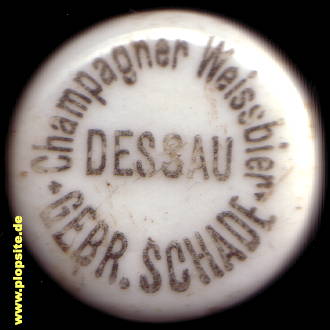 Champagner Weissbier
DESSAU
GEBR. SCHADE
www.plopsite.de